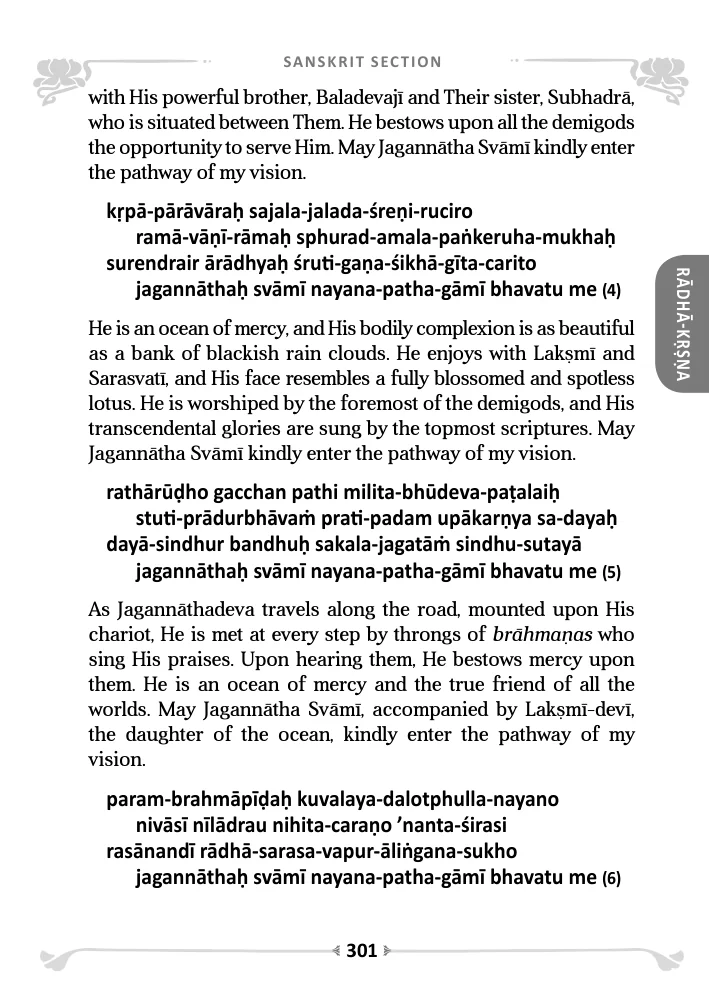 SANSKRIT SECTION
with His powerful brother, Baladevajī and Their sister, Subhadrā,
who is situated between Them. He bestows upon all the demigods
the opportunity to serve Him. May Jagannātha Svāmī kindly enter
the pathway of my vision.
kṛpā-pārāvāraḥ sajala-jalada-śreṇi-ruciro
ramā-vāṇī-rāmaḥ sphurad-amala-paṅkeruha-mukhaḥ
surendrair ārādhyaḥ śruti-gaṇa-śikhā-gīta-carito
jagannāthaḥ svāmī nayana-patha-gāmī bhavatu me (4)
He is an ocean of mercy, and His bodily complexion is as beautiful
as a bank of blackish rain clouds. He enjoys with Lakṣmī and
Sarasvatī, and His face resembles a fully blossomed and spotless
lotus. He is worshiped by the foremost of the demigods, and His
transcendental glories are sung by the topmost scriptures. May
Jagannātha Svāmī kindly enter the pathway of my vision.
rathārūḍho gacchan pathi milita-bhūdeva-paṭalaiḥ
stuti-prādurbhāvaṁ prati-padam upākarṇya sa-dayaḥ
dayā-sindhur bandhuḥ sakala-jagatāṁ sindhu-sutayā
jagannāthaḥ svāmī nayana-patha-gāmī bhavatu me (5)
As Jagannāthadeva travels along the road, mounted upon His
chariot, He is met at every step by throngs of brāhmaṇas who
sing His praises. Upon hearing them, He bestows mercy upon
them. He is an ocean of mercy and the true friend of all the
worlds. May Jagannātha Svāmī, accompanied by Lakṣmī-devī,
the daughter of the ocean, kindly enter the pathway of my
vision.
param-brahmāpīḍaḥ kuvalaya-dalotphulla-nayano
nivāsī nīlādrau nihita-caraṇo ’nanta-śirasi
rasānandī rādhā-sarasa-vapur-āliṅgana-sukho
jagannāthaḥ svāmī nayana-patha-gāmī bhavatu me (6)
RĀDHĀ-KṚṢṆA
301